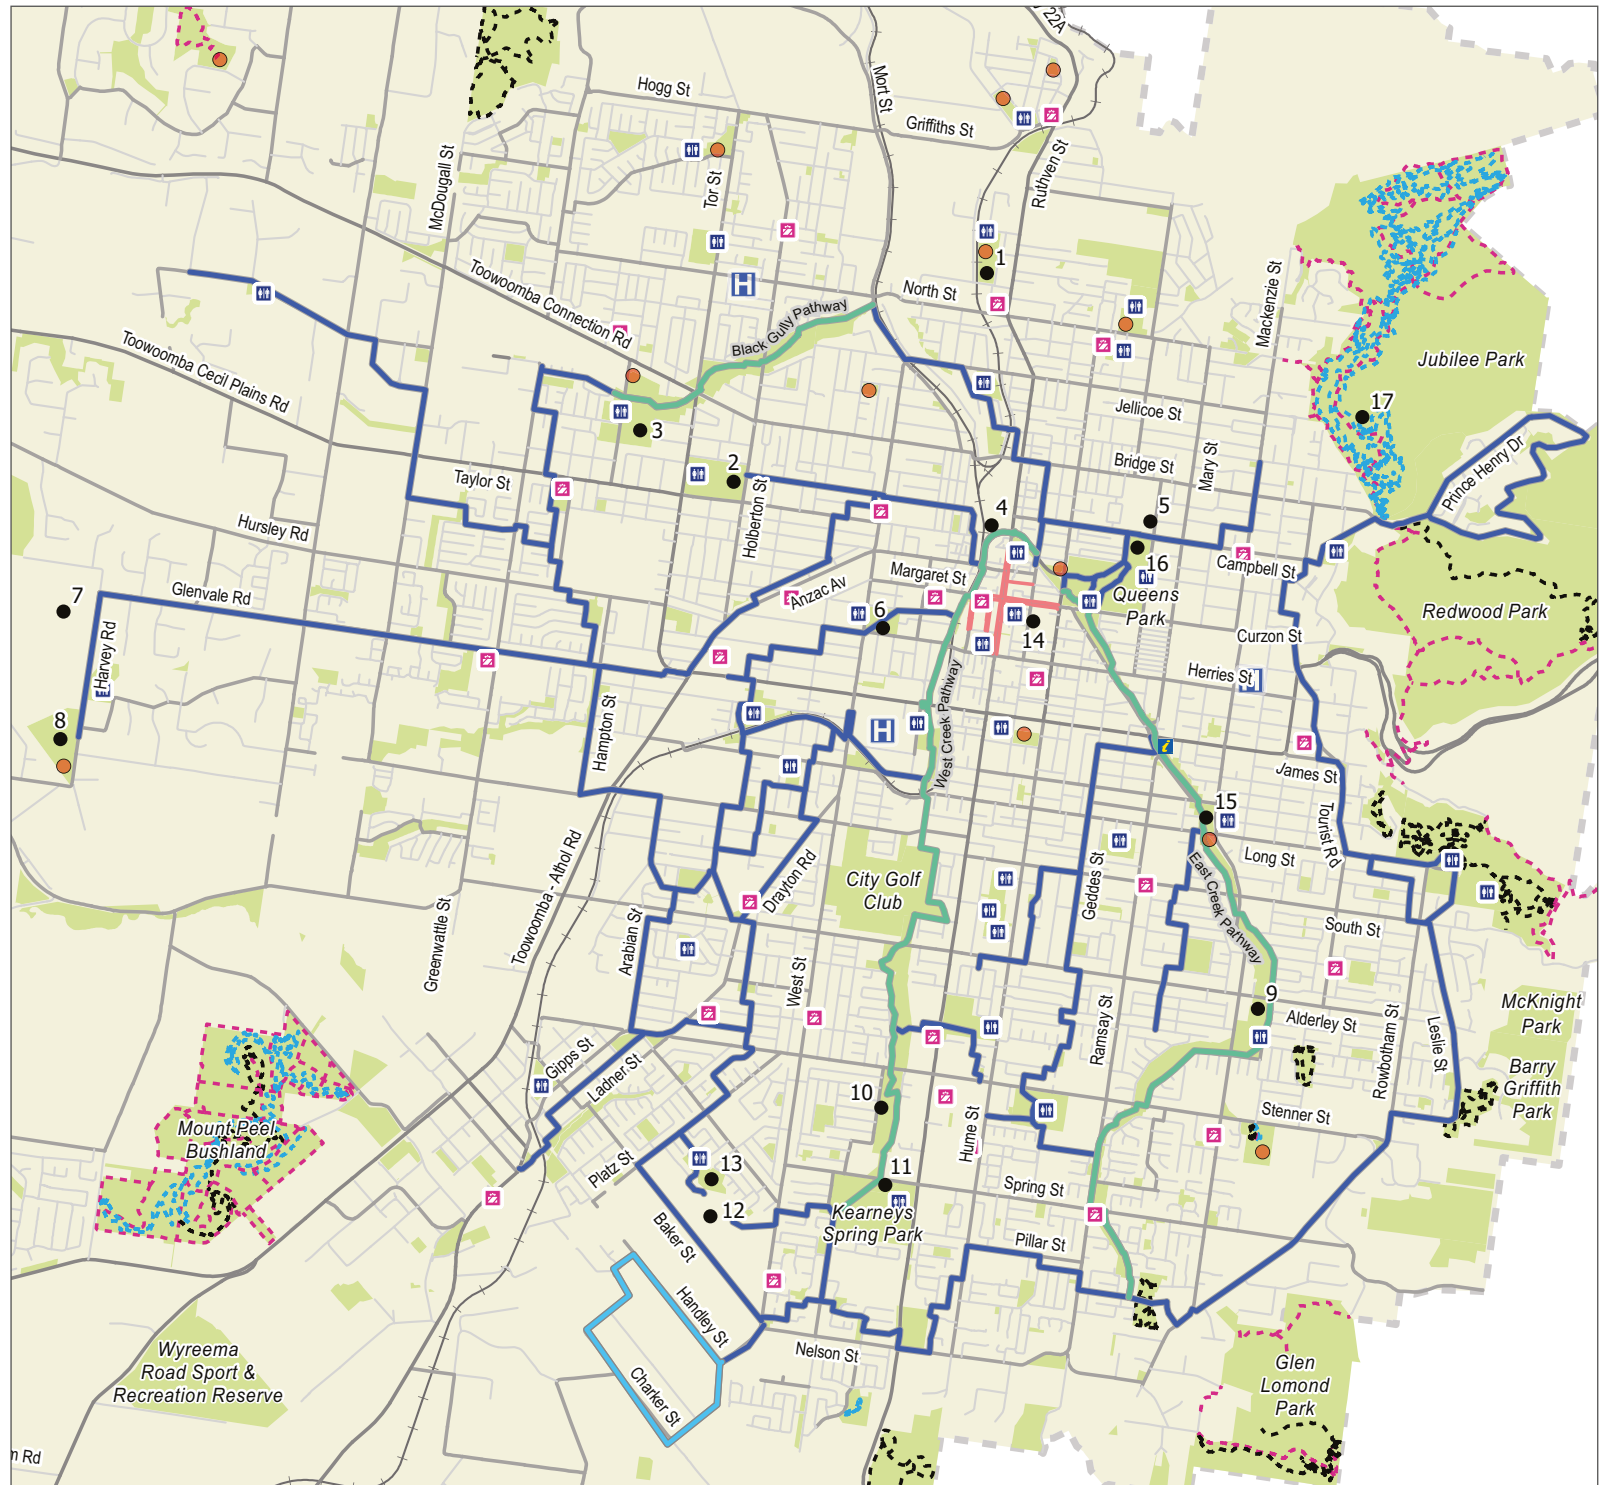 22A
Hogg St
Mort St
Griffiths St
McDougall St
Tor St
Ruthven St
1
Toowoomba Connection Rd
H
North St
Mackenzie St
Black Gully Pathway
Jubilee Park
Toowoomba Cecil Plains Rd
3
Jellicoe St
17
2
Taylor St
Bridge St
Mary St
Prince Henry Dr
Holberton St
4
5
Hursley Rd
16
Campbell St
Margaret St
Anzac Av
Queens
Park
7
Glenvale Rd
6
14
Redwood Park
Curzon St
Harvey Rd
Herries St
H
8
Hampton St
H
West Creek Pathway
i
James St
15
Tourist Rd
Toowoomba - Athol Rd
Drayton Rd
City Golf
Club
Geddes St
Long St
East Creek Pathway
Greenwattle St
Arabian St
South St
West St
9
McKnight
Park
Ramsay St
Alderley St
Rowbotham St
Leslie St
Gipps St
Ladner St
Barry
Griffith
Park
10
Hume St
Stenner St
Mount Peel
Bushland
Platz St
13
11
Spring St
12
Kearneys
Spring Park
Baker St
Pillar St
Handley St
Wyreema
Road Sport &
Recreation Reserve
Nelson St
Charker St
Glen
Lomond
Park
m Rd